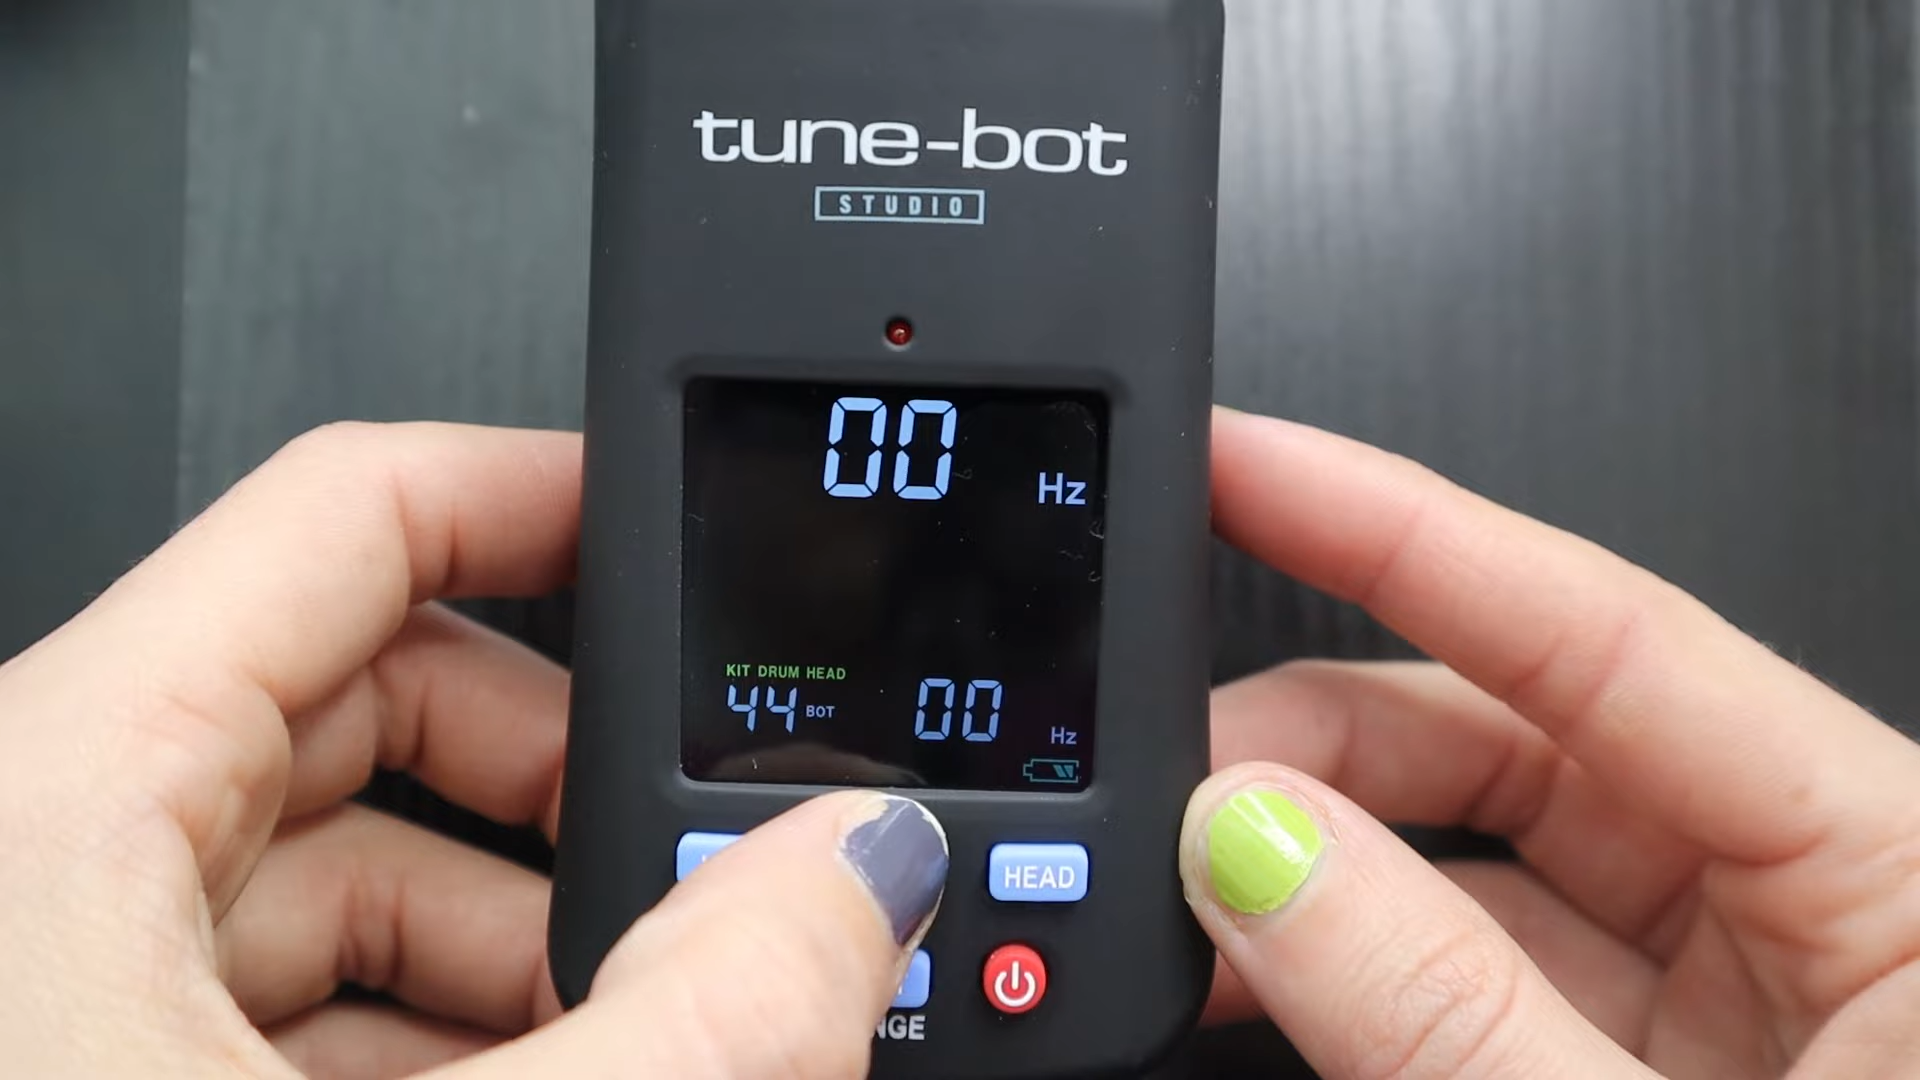 tune-bot
STUDIO
00 Hz
KIT DRUM HEAD
44 BOT 00 Hz
HEAD